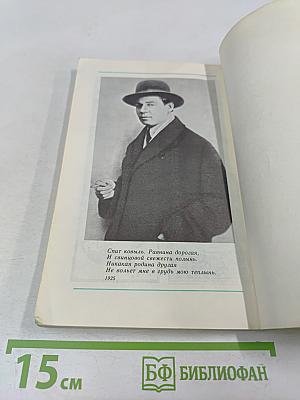 Спит ковыль. Равнина дорогая,
И свинцовой свежести полынь.
Никакая родина другая
Не вольет мне в грудь мою теплынь.
1925
15 см
БФ БИБЛИОФАН